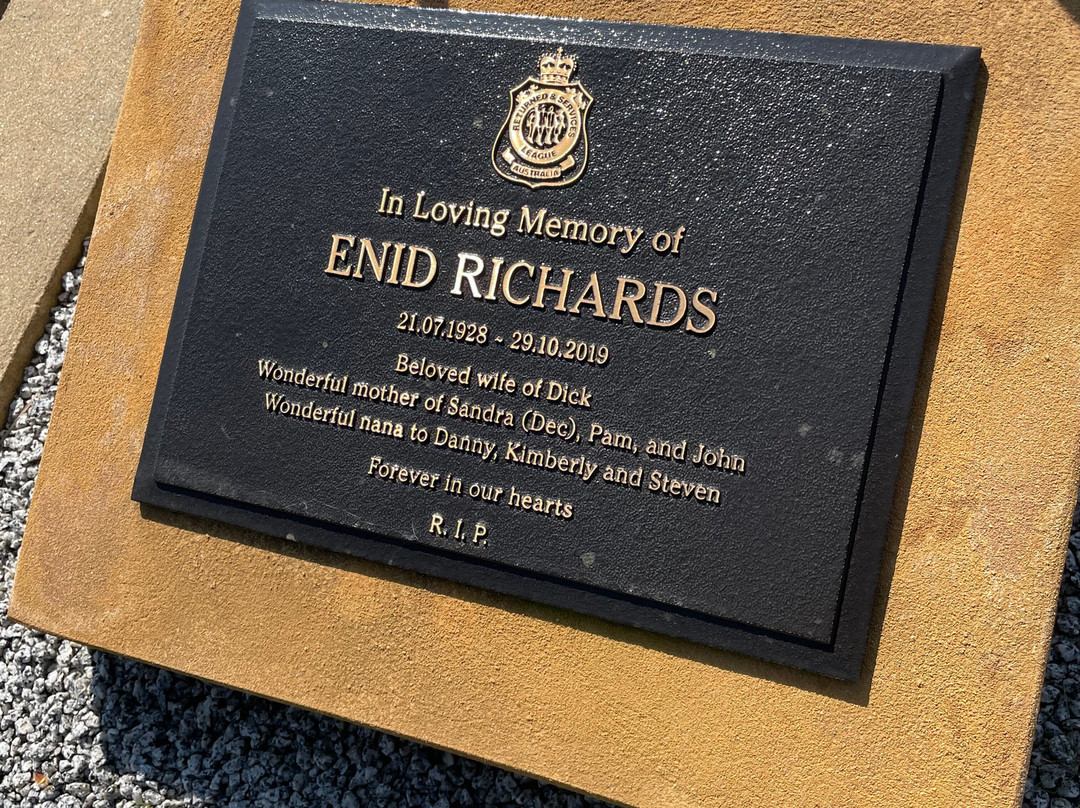 RETURNED & SERVICES
LEAGUE
AUSTRALIA
In Loving Memory of
ENID RICHARDS
21.07.1928 ~ 29.10.2019
Beloved wife of Dick
Wonderful mother of Sandra (Dec), Pam, and John
Wonderful nana to Danny, Kimberly and Steven
Forever in our hearts
R. I. P.